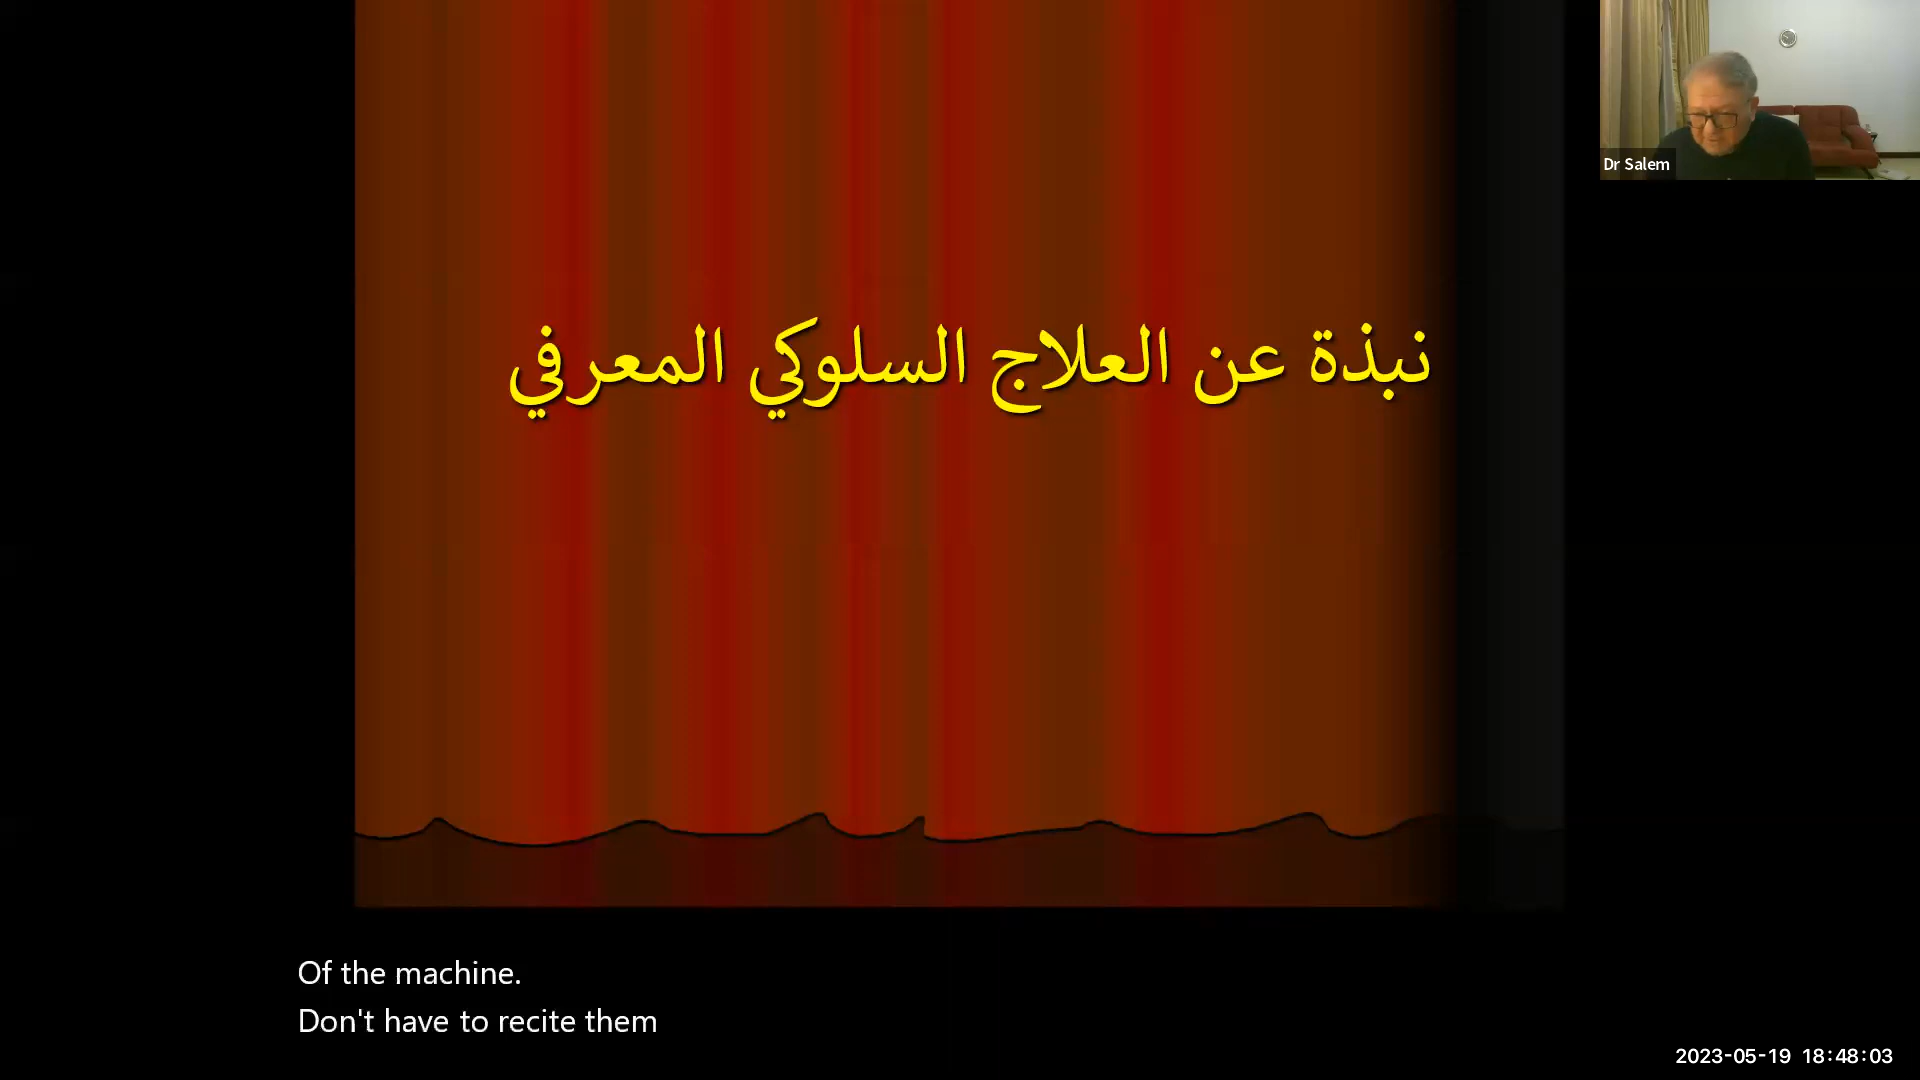 Dr Salem
نبذة عن العلاج السلوكي المعرفي
Of the machine.
Don't have to recite them
2023-05-19 18:48:03